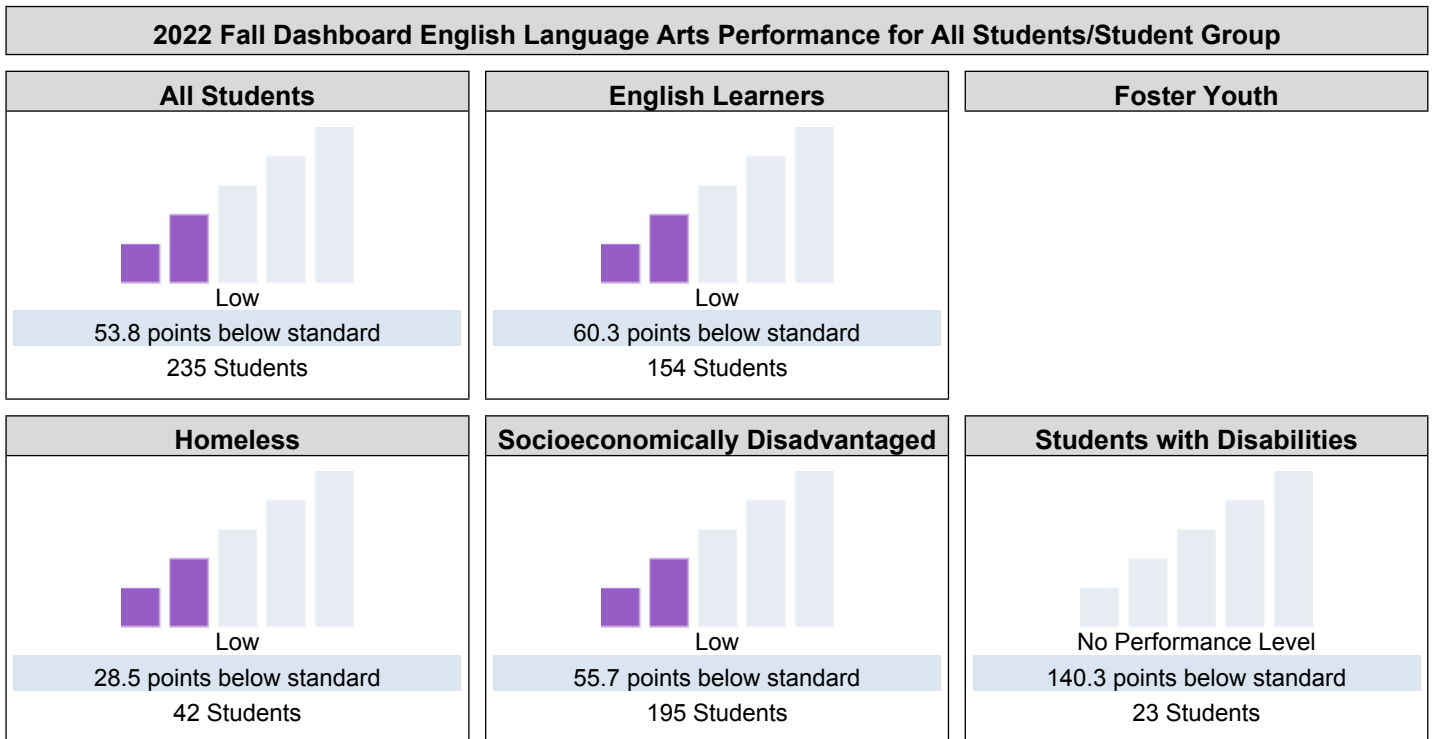 2022 Fall Dashboard English Language Arts Performance for All Students/Student Group
All Students
Low
53.8 points below standard
235 Students
English Learners
Low
60.3 points below standard
154 Students
Foster Youth
Homeless
Low
28.5 points below standard
42 Students
Socioeconomically Disadvantaged
Low
55.7 points below standard
195 Students
Students with Disabilities
No Performance Level
140.3 points below standard
23 Students